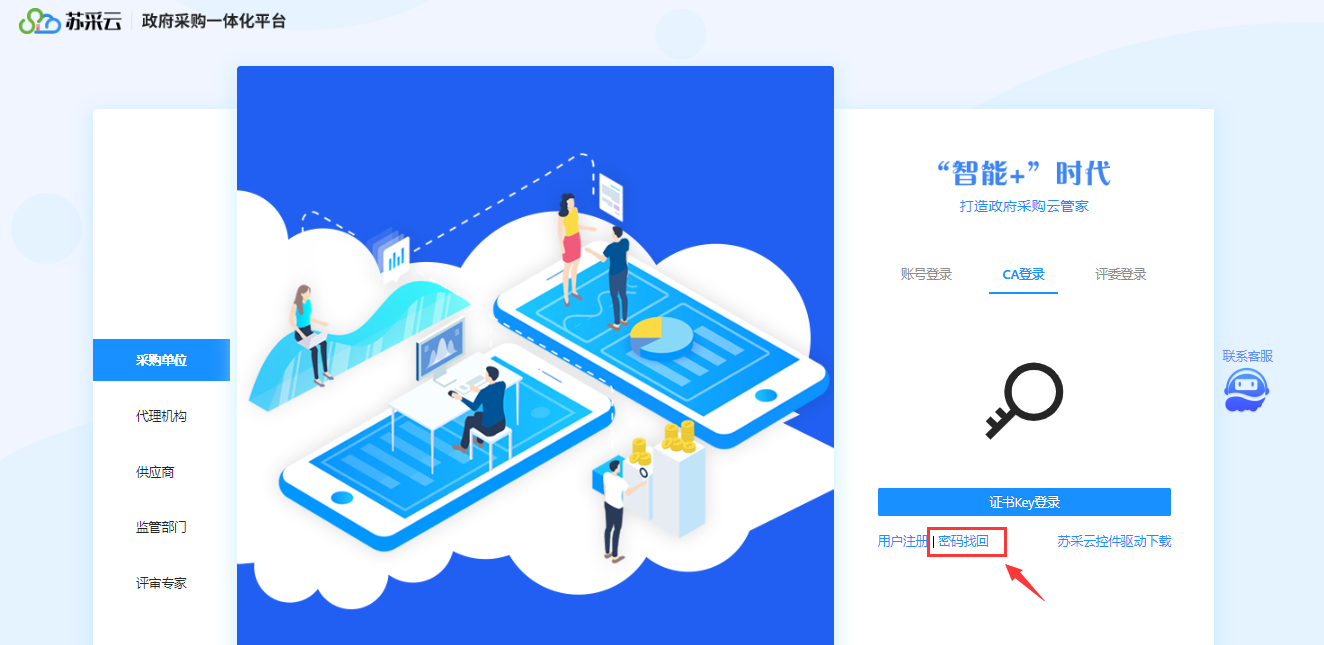 苏采云 政府采购一体化平台
采购单位
代理机构
供应商
监管部门
评审专家
“智能+”时代
打造政府采购云管家
账号登录 CA登录 评委登录
证书Key登录
用户注册 | 密码找回 苏采云控件驱动下载
联系客服